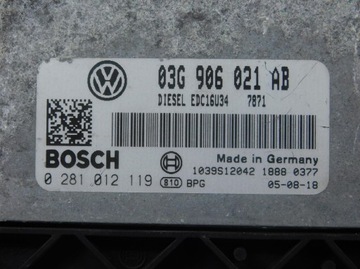 03G 906 021 AB
DIESEL EDC16U34 7871
BOSCH
Made in Germany
1039S12042 1888 0377
0 281 012 119
810 BPG
05-08-18